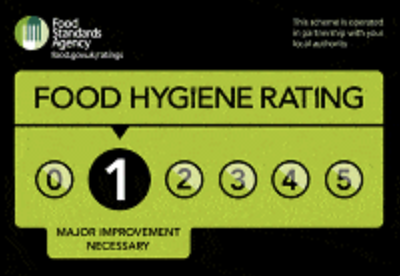 Food
Standards
Agency
food.gov.uk/ratings
This scheme is operated
in partnership with your
local authority
FOOD HYGIENE RATING
0 1 2 3 4 5
MAJOR IMPROVEMENT
NECESSARY